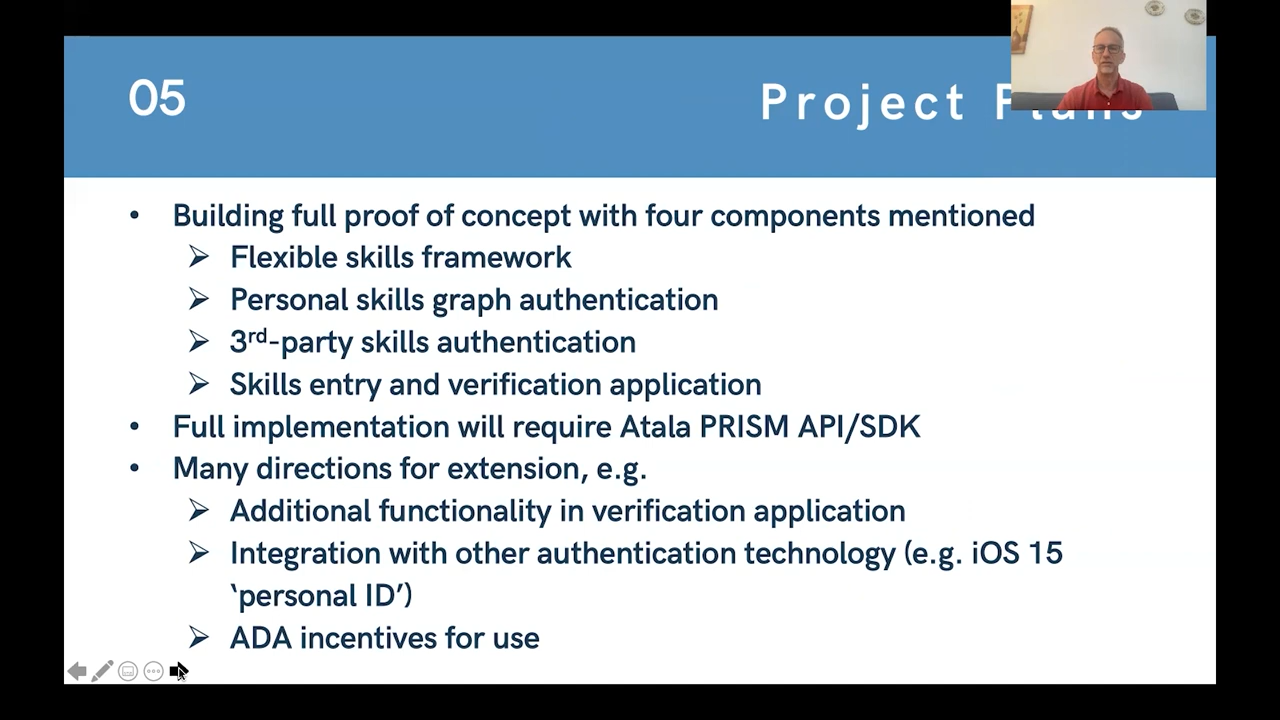 05
Project Plans
• Building full proof of concept with four components mentioned
➢ Flexible skills framework
➢ Personal skills graph authentication
➢ 3rd-party skills authentication
➢ Skills entry and verification application
• Full implementation will require Atala PRISM API/SDK
• Many directions for extension, e.g.
➢ Additional functionality in verification application
➢ Integration with other authentication technology (e.g. iOS 15
‘personal ID’)
➢ ADA incentives for use